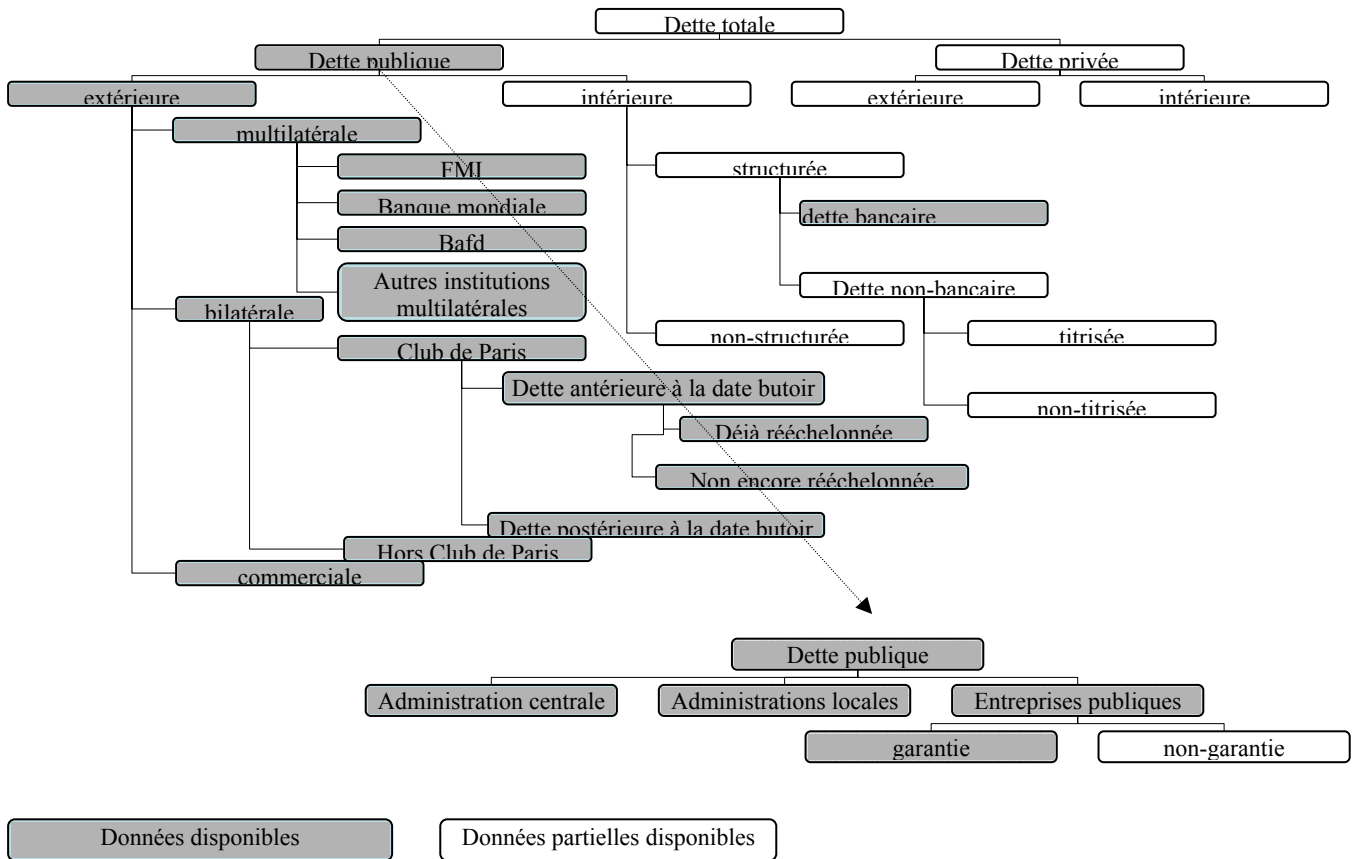 Dette totale
Dette publique
Dette privée
extérieure
intérieure
extérieure
intérieure
multilatérale
FMI
structurée
Banque mondiale
dette bancaire
Bafd
Autres institutions
multilatérales
Dette non-bancaire
bilatérale
non-structurée
titrisée
Club de Paris
Dette antérieure à la date butoir
non-titrisée
Déjà rééchelonnée
Non encore rééchelonnée
Dette postérieure à la date butoir
Hors Club de Paris
commerciale
Dette publique
Administration centrale
Administrations locales
Entreprises publiques
garantie
non-garantie
Données disponibles
Données partielles disponibles